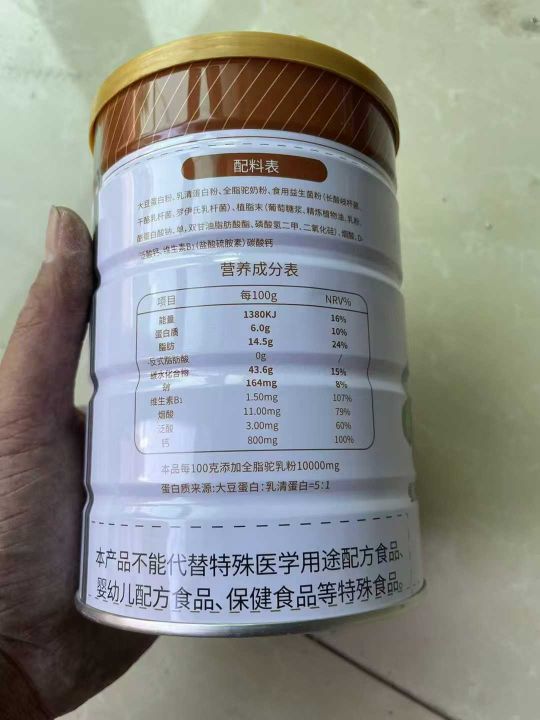 配料表
大豆蛋白粉、乳清蛋白粉、全脂驼奶粉、食用益生菌粉(长双歧杆菌、
干酪乳杆菌、罗伊氏乳杆菌)、植脂末(葡萄糖浆、精炼植物油、乳粉、
酪蛋白酸钠、单,双甘油脂肪酸酯、磷酸氢二钾、二氧化硅)、烟酸、D-
泛酸钙、维生素B₁(盐酸硫胺素)碳酸钙
营养成分表
项目 每100g NRV%
能量 1380KJ 16%
蛋白质 6.0g 10%
脂肪 14.5g 24%
-反式脂肪酸 0g /
碳水化合物 43.6g 15%
钠 164mg 8%
维生素B₁ 1.50mg 107%
烟酸 11.00mg 79%
泛酸 3.00mg 60%
钙 800mg 100%
本品每100克添加全脂驼乳粉10000mg
蛋白质来源:大豆蛋白:乳清蛋白=5:1
本产品不能代替特殊医学用途配方食品、
婴幼儿配方食品、保健食品等特殊食品。